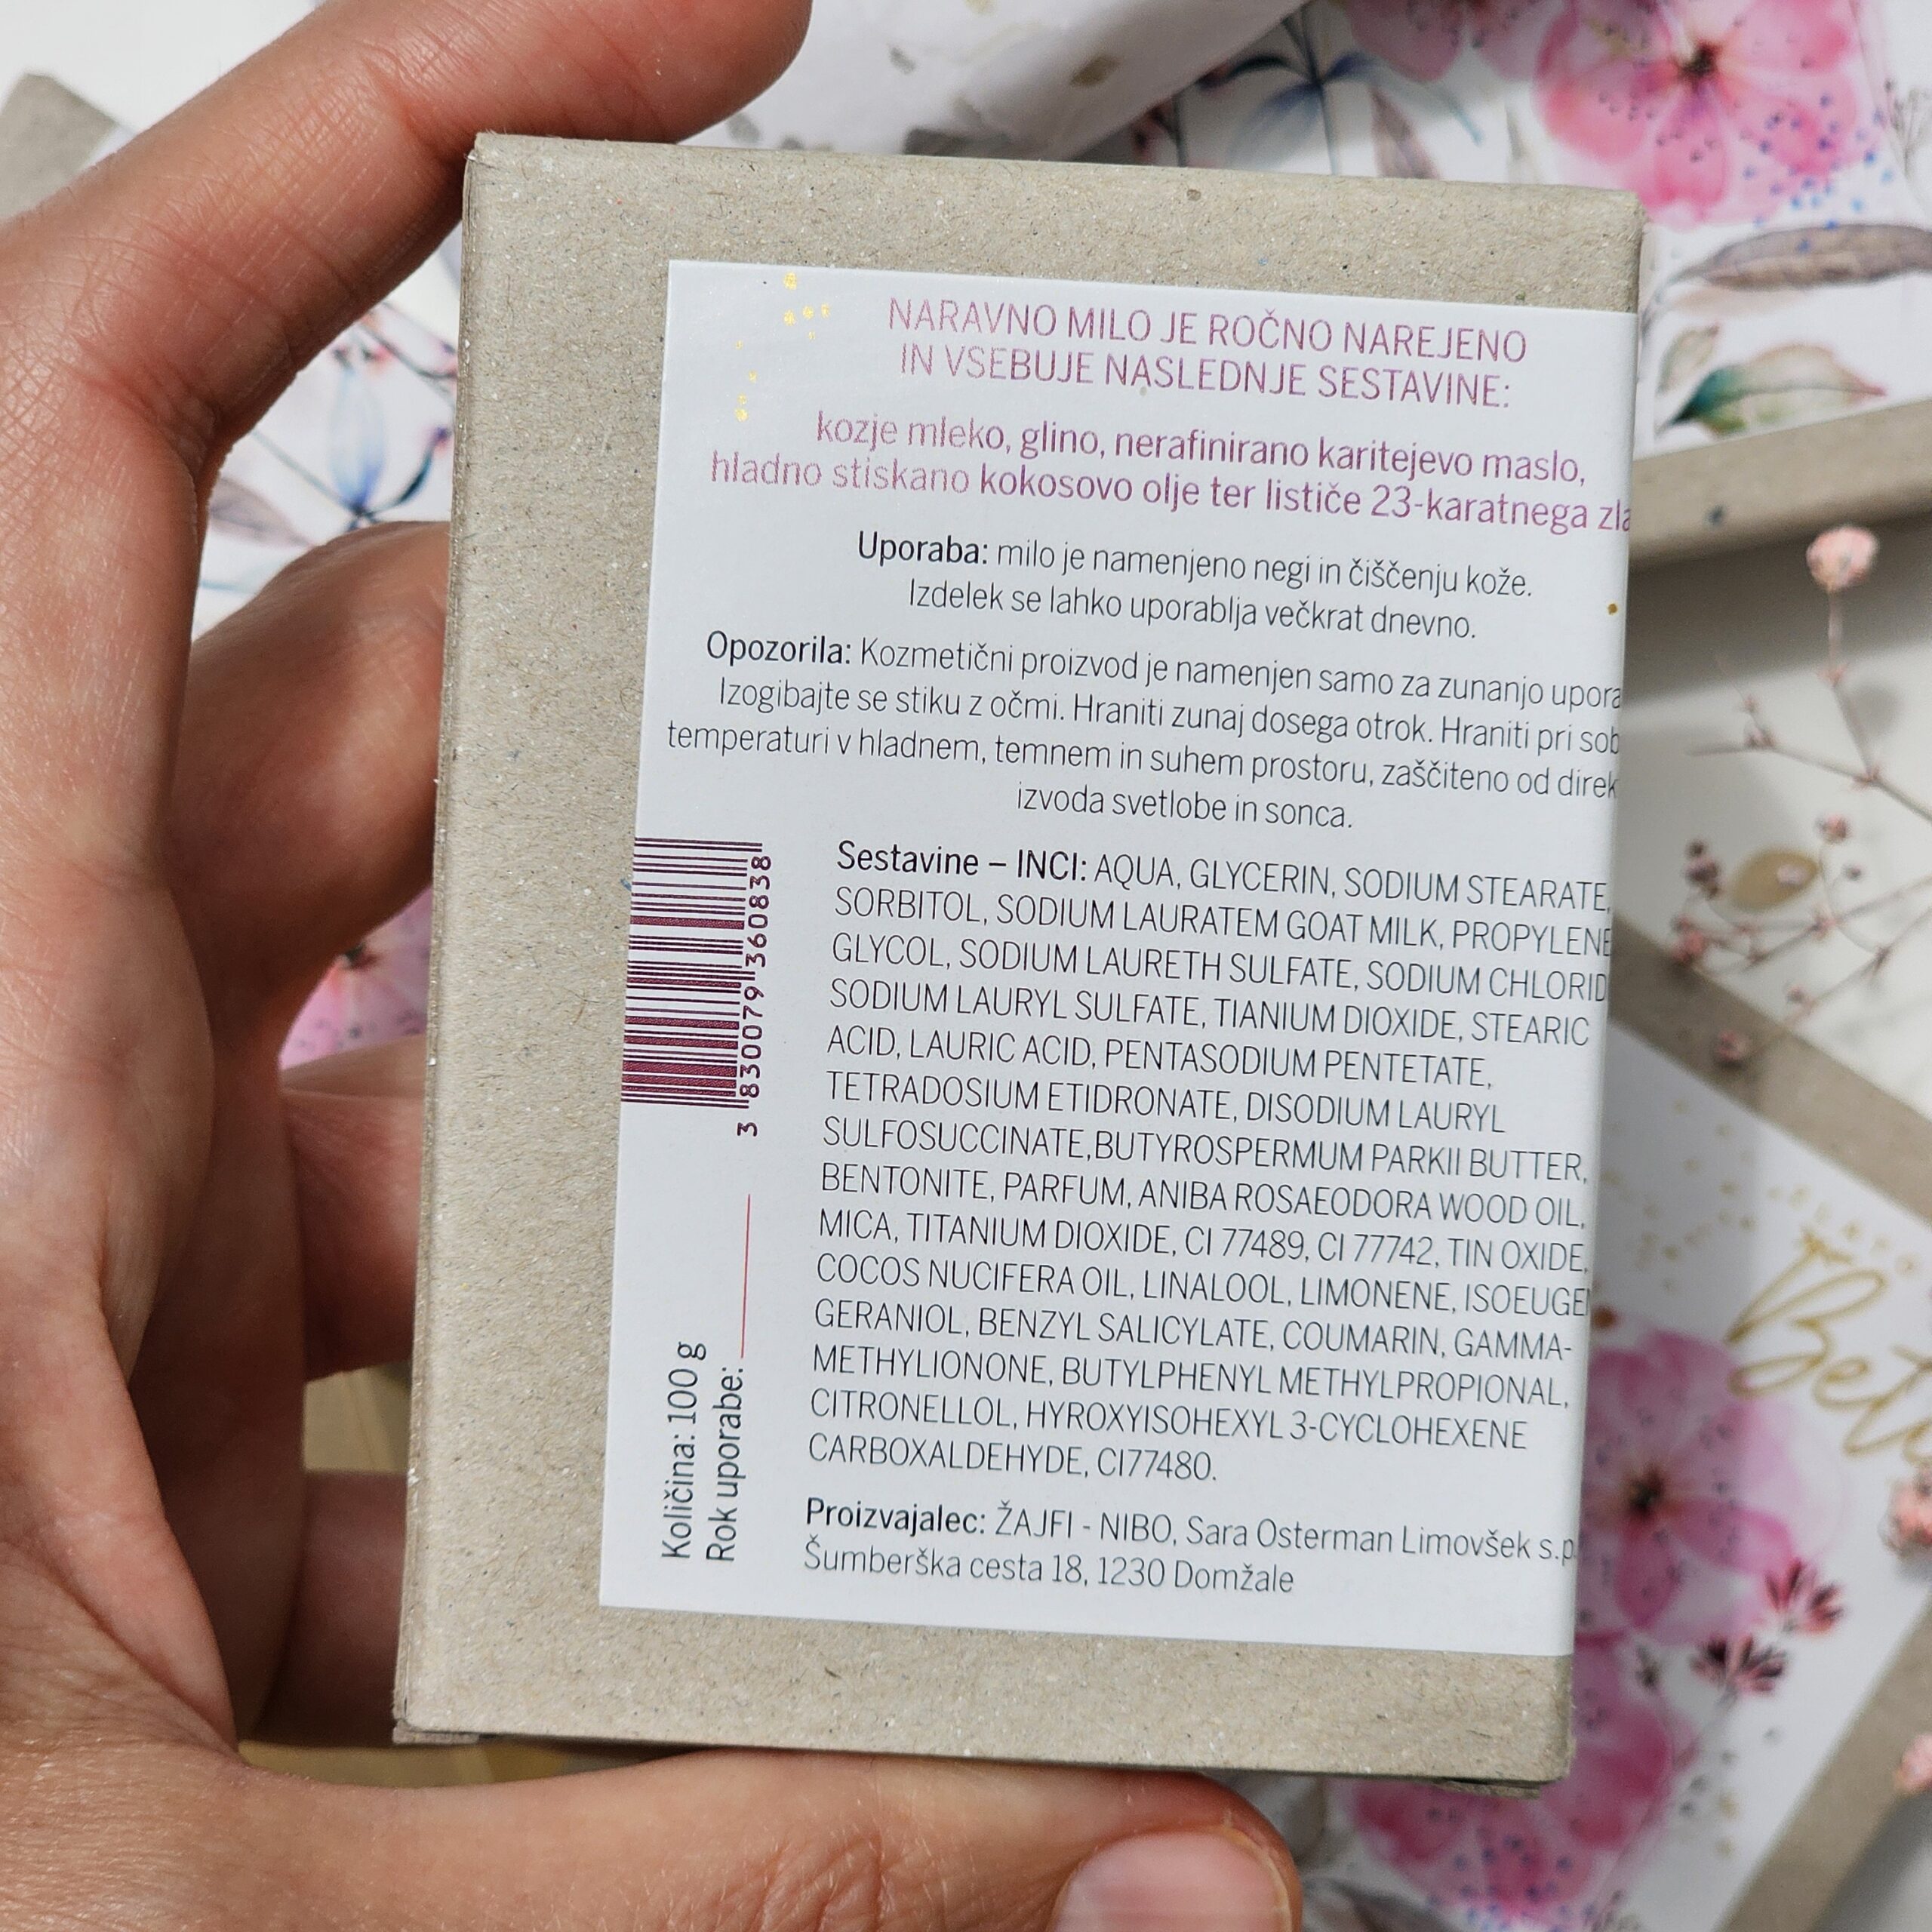 NARAVNO MILO JE ROČNO NAREJENO
IN VSEBUJE NASLEDNJE SESTAVINE:
kozje mleko, glino, nerafinirano karitejevo maslo,
hladno stiskano kokosovo olje ter lističe 23-karatnega zla
Uporaba: milo je namenjeno negi in čiščenju kože.
Izdelek se lahko uporablja večkrat dnevno.
Opozorila: Kozmetični proizvod je namenjen samo za zunanjo upora
Izogibajte se stiku z očmi. Hraniti zunaj dosega otrok. Hraniti pri sob
temperaturi v hladnem, temnem in suhem prostoru, zaščiteno od direk
izvoda svetlobe in sonca.
Sestavine – INCI: AQUA, GLYCERIN, SODIUM STEARATE,
SORBITOL, SODIUM LAURATEM GOAT MILK, PROPYLENE
GLYCOL, SODIUM LAURETH SULFATE, SODIUM CHLORID
SODIUM LAURYL SULFATE, TIANIUM DIOXIDE, STEARIC
ACID, LAURIC ACID, PENTASODIUM PENTETATE,
TETRADOSIUM ETIDRONATE, DISODIUM LAURYL
SULFOSUCCINATE,BUTYROSPERMUM PARKII BUTTER,
BENTONITE, PARFUM, ANIBA ROSAEODORA WOOD OIL,
MICA, TITANIUM DIOXIDE, CI 77489, CI 77742, TIN OXIDE,
COCOS NUCIFERA OIL, LINALOOL, LIMONENE, ISOEUGE
GERANIOL, BENZYL SALICYLATE, COUMARIN, GAMMA-
METHYLIONONE, BUTYLPHENYL METHYLPROPIONAL,
CITRONELLOL, HYROXYISOHEXYL 3-CYCLOHEXENE
CARBOXALDEHYDE, CI77480.
Proizvajalec: ŽAJFI - NIBO, Sara Osterman Limovšek s.p
Šumberška cesta 18, 1230 Domžale
3 830079 360838
Količina: 100 g
Rok uporabe: